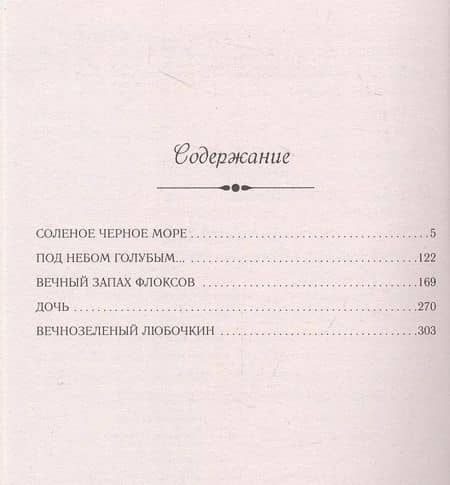 Содержание
СОЛЕНОЕ ЧЕРНОЕ МОРЕ 5
ПОД НЕБОМ ГОЛУБЫМ... 122
ВЕЧНЫЙ ЗАПАХ ФЛОКСОВ 169
ДОЧЬ 270
ВЕЧНОЗЕЛЕНЫЙ ЛЮБОЧКИН 303